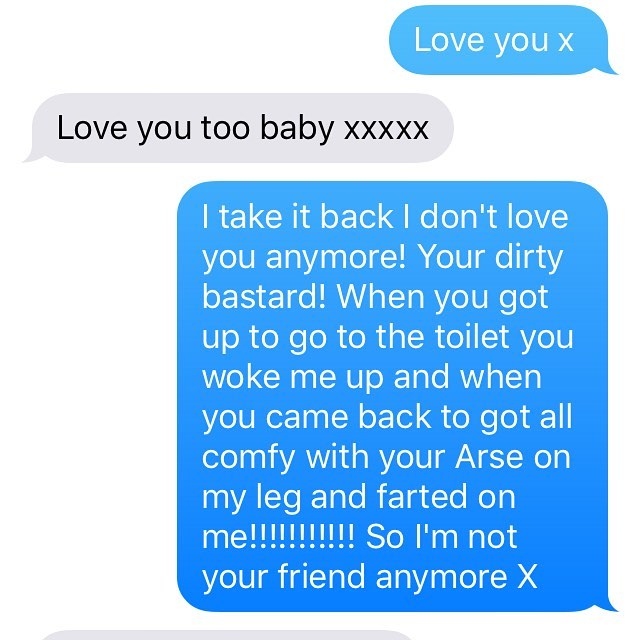 Love you x
Love you too baby xxxxx
I take it back I don't love
you anymore! Your dirty
bastard! When you got
up to go to the toilet you
woke me up and when
you came back to got all
comfy with your Arse on
my leg and farted on
me!!!!!!!!!!! So I'm not
your friend anymore X